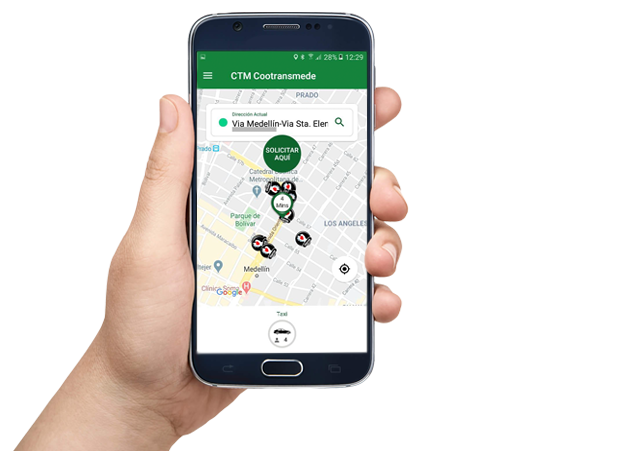 28% 12:29
CTM Cootransmede
PRADO
Dirección Actual
Via Medellín-Via Sta. Elen
Prado
SOLICITAR
AQUÍ
Catedral Basílica
Metropolitana de...
4
Mins
Parque de
Bolívar
LOS ANGELES
Medellín
Clínica Soma
Google
Taxi
4